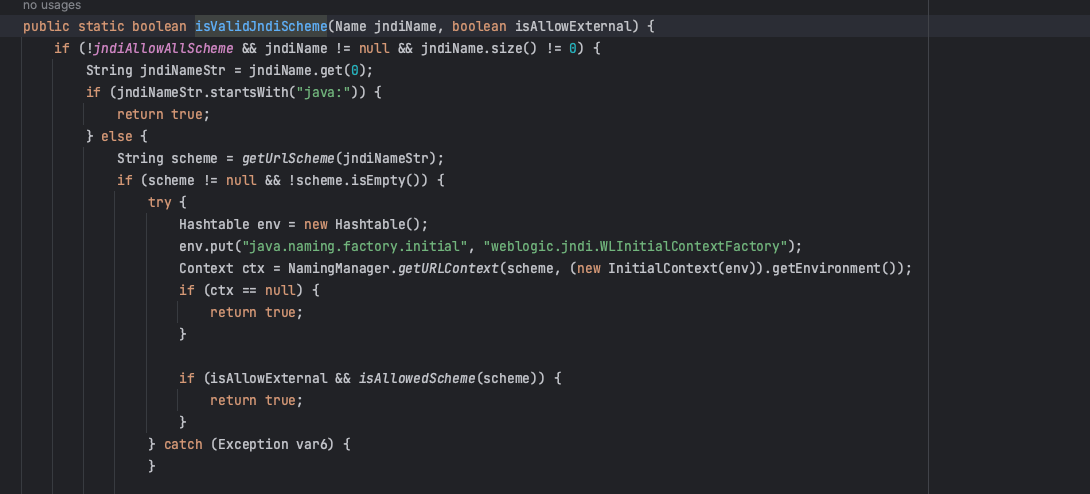 no usages
public static boolean isValidJndiScheme(Name jndiName, boolean isAllowExternal) {
if (!jndiAllowAllScheme && jndiName != null && jndiName.size() != 0) {
String jndiNameStr = jndiName.get(0);
if (jndiNameStr.startsWith("java:")) {
return true;
} else {
String scheme = getUrlScheme(jndiNameStr);
if (scheme != null && !scheme.isEmpty()) {
try {
Hashtable env = new Hashtable();
env.put("java.naming.factory.initial", "weblogic.jndi.WLInitialContextFactory");
Context ctx = NamingManager.getURLContext(scheme, (new InitialContext(env)).getEnvironment());
if (ctx == null) {
return true;
}
if (isAllowExternal && isAllowedScheme(scheme)) {
return true;
}
} catch (Exception var6) {
}